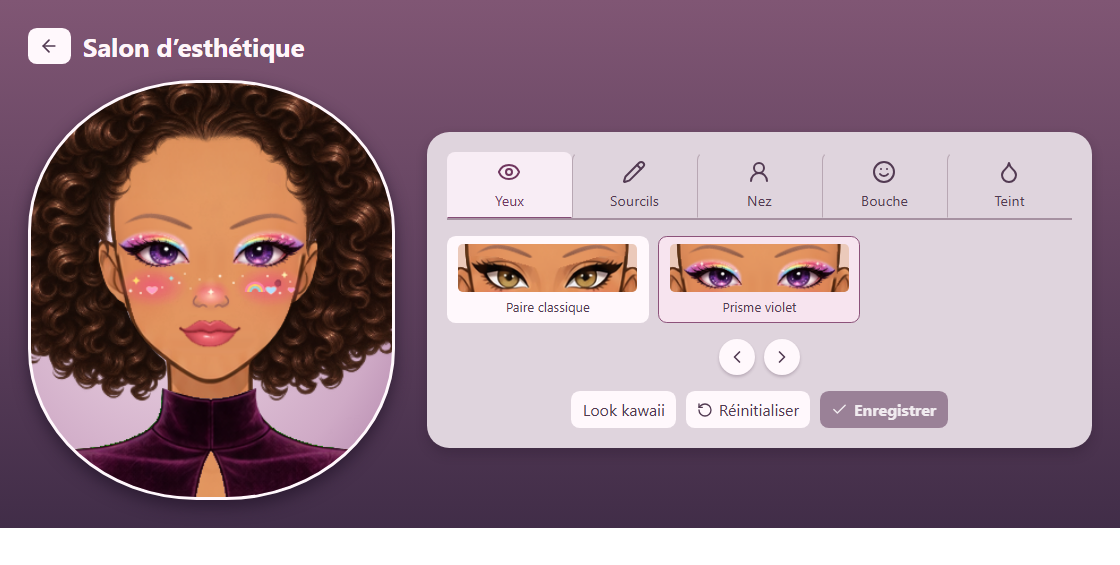 Salon d’esthétique
Yeux
Sourcils
Nez
Bouche
Teint
Paire classique
Prisme violet
Look kawaii
Réinitialiser
Enregistrer